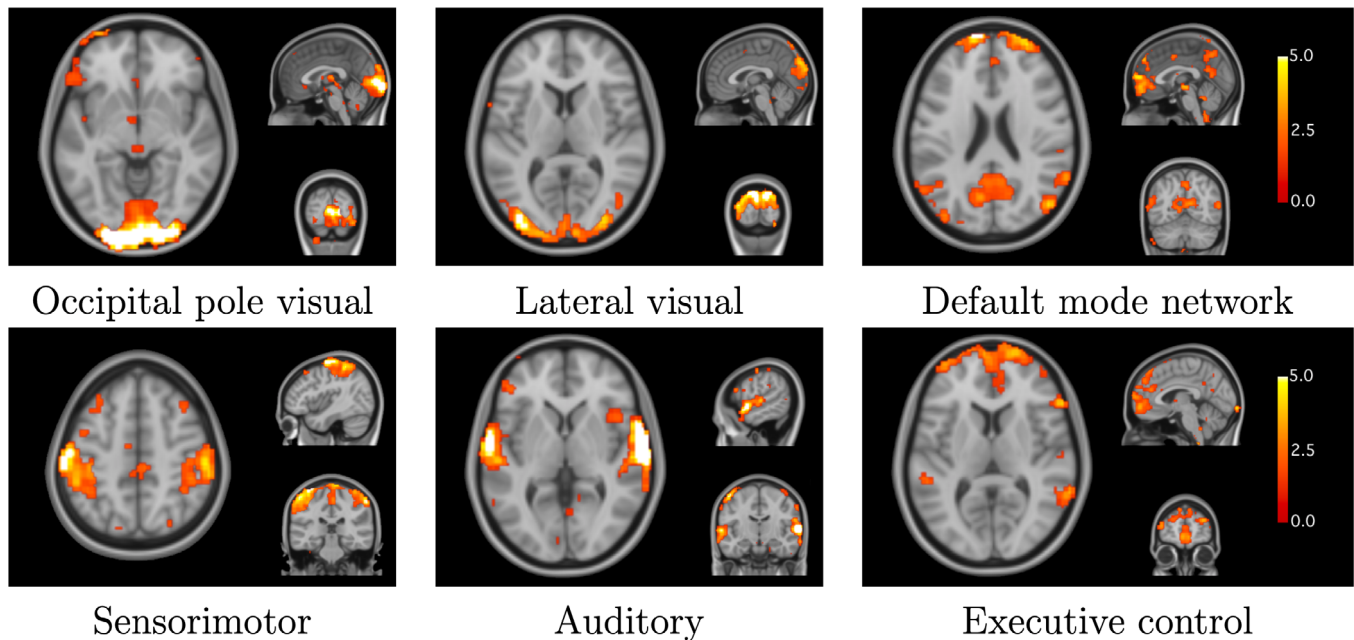 5.0
2.5
0.0
Occipital pole visual
Lateral visual
Default mode network
5.0
2.5
0.0
Sensorimotor
Auditory
Executive control